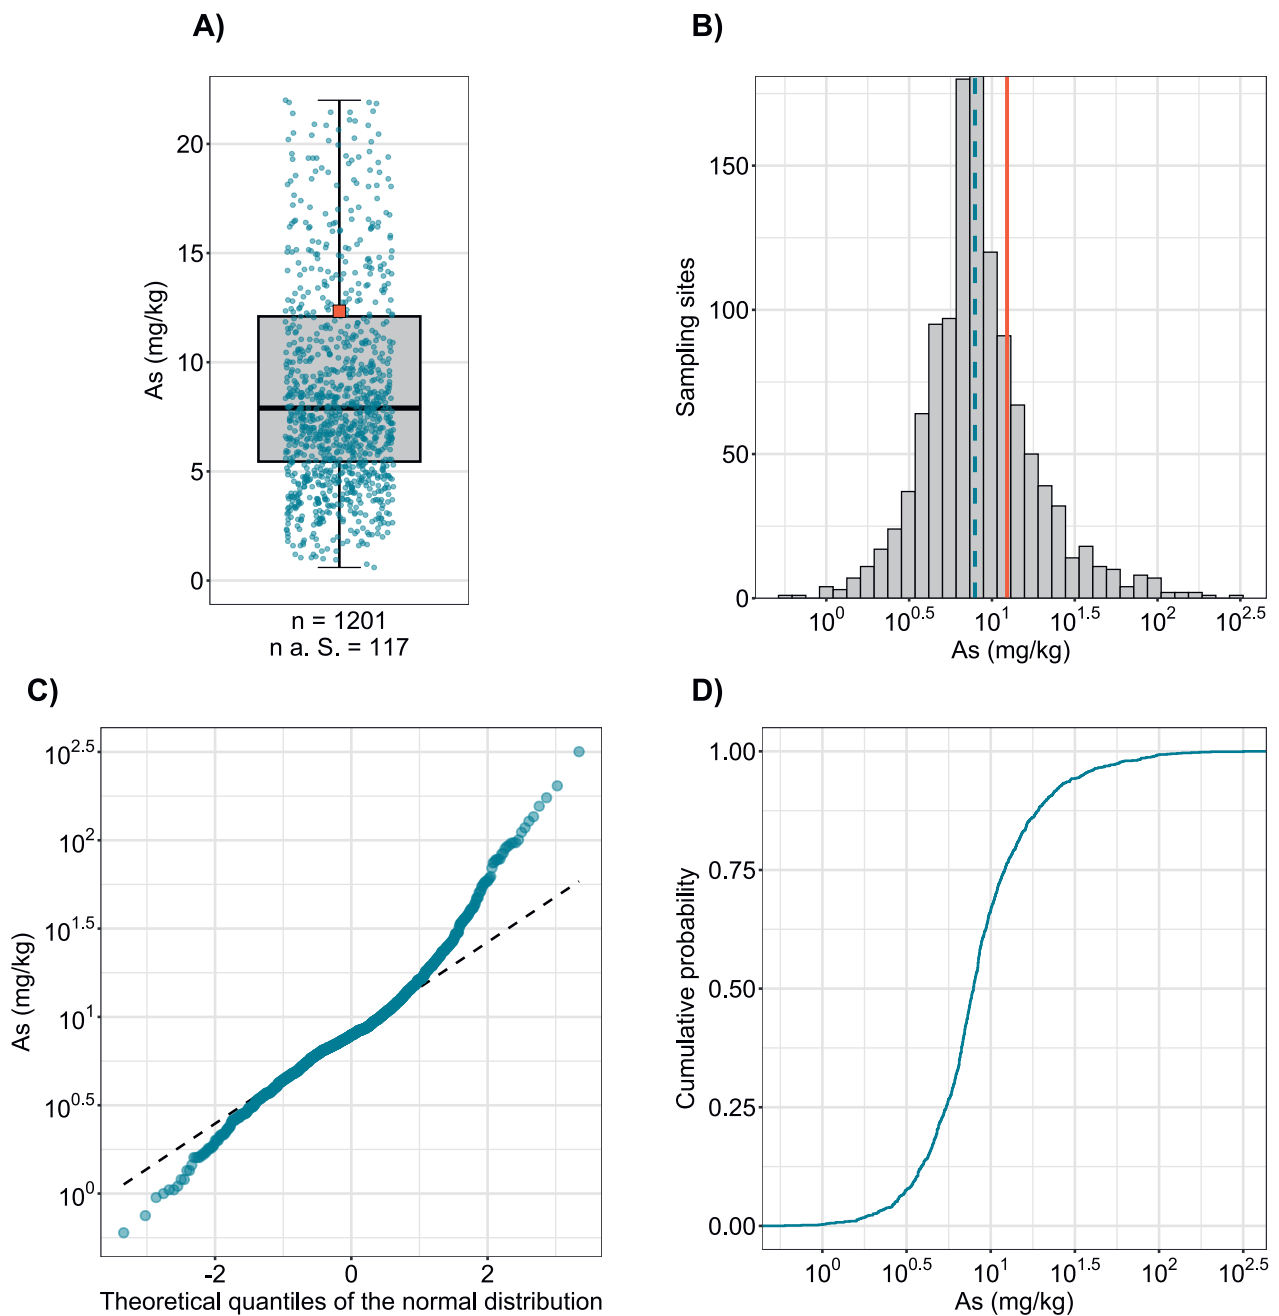 A)
As (mg/kg)
20
15
10
5
0
n = 1201
n a. S. = 117
B)
Sampling sites
150
100
50
0
10^0 10^0.5 10^1 10^1.5 10^2 10^2.5
As (mg/kg)
C)
As (mg/kg)
10^2.5
10^2
10^1.5
10^1
10^0.5
10^0
-2 0 2
Theoretical quantiles of the normal distribution
D)
Cumulative probability
1.00
0.75
0.50
0.25
0.00
10^0 10^0.5 10^1 10^1.5 10^2 10^2.5
As (mg/kg)